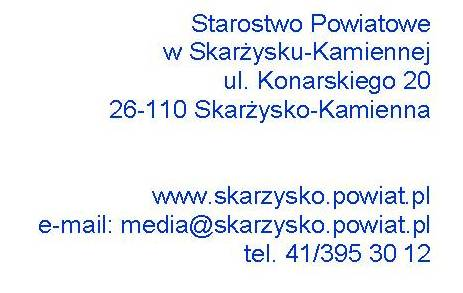 Starostwo Powiatowe
w Skarżysku-Kamiennej
ul. Konarskiego 20
26-110 Skarżysko-Kamienna
www.skarzysko.powiat.pl
e-mail: media@skarzysko.powiat.pl
tel. 41/395 30 12